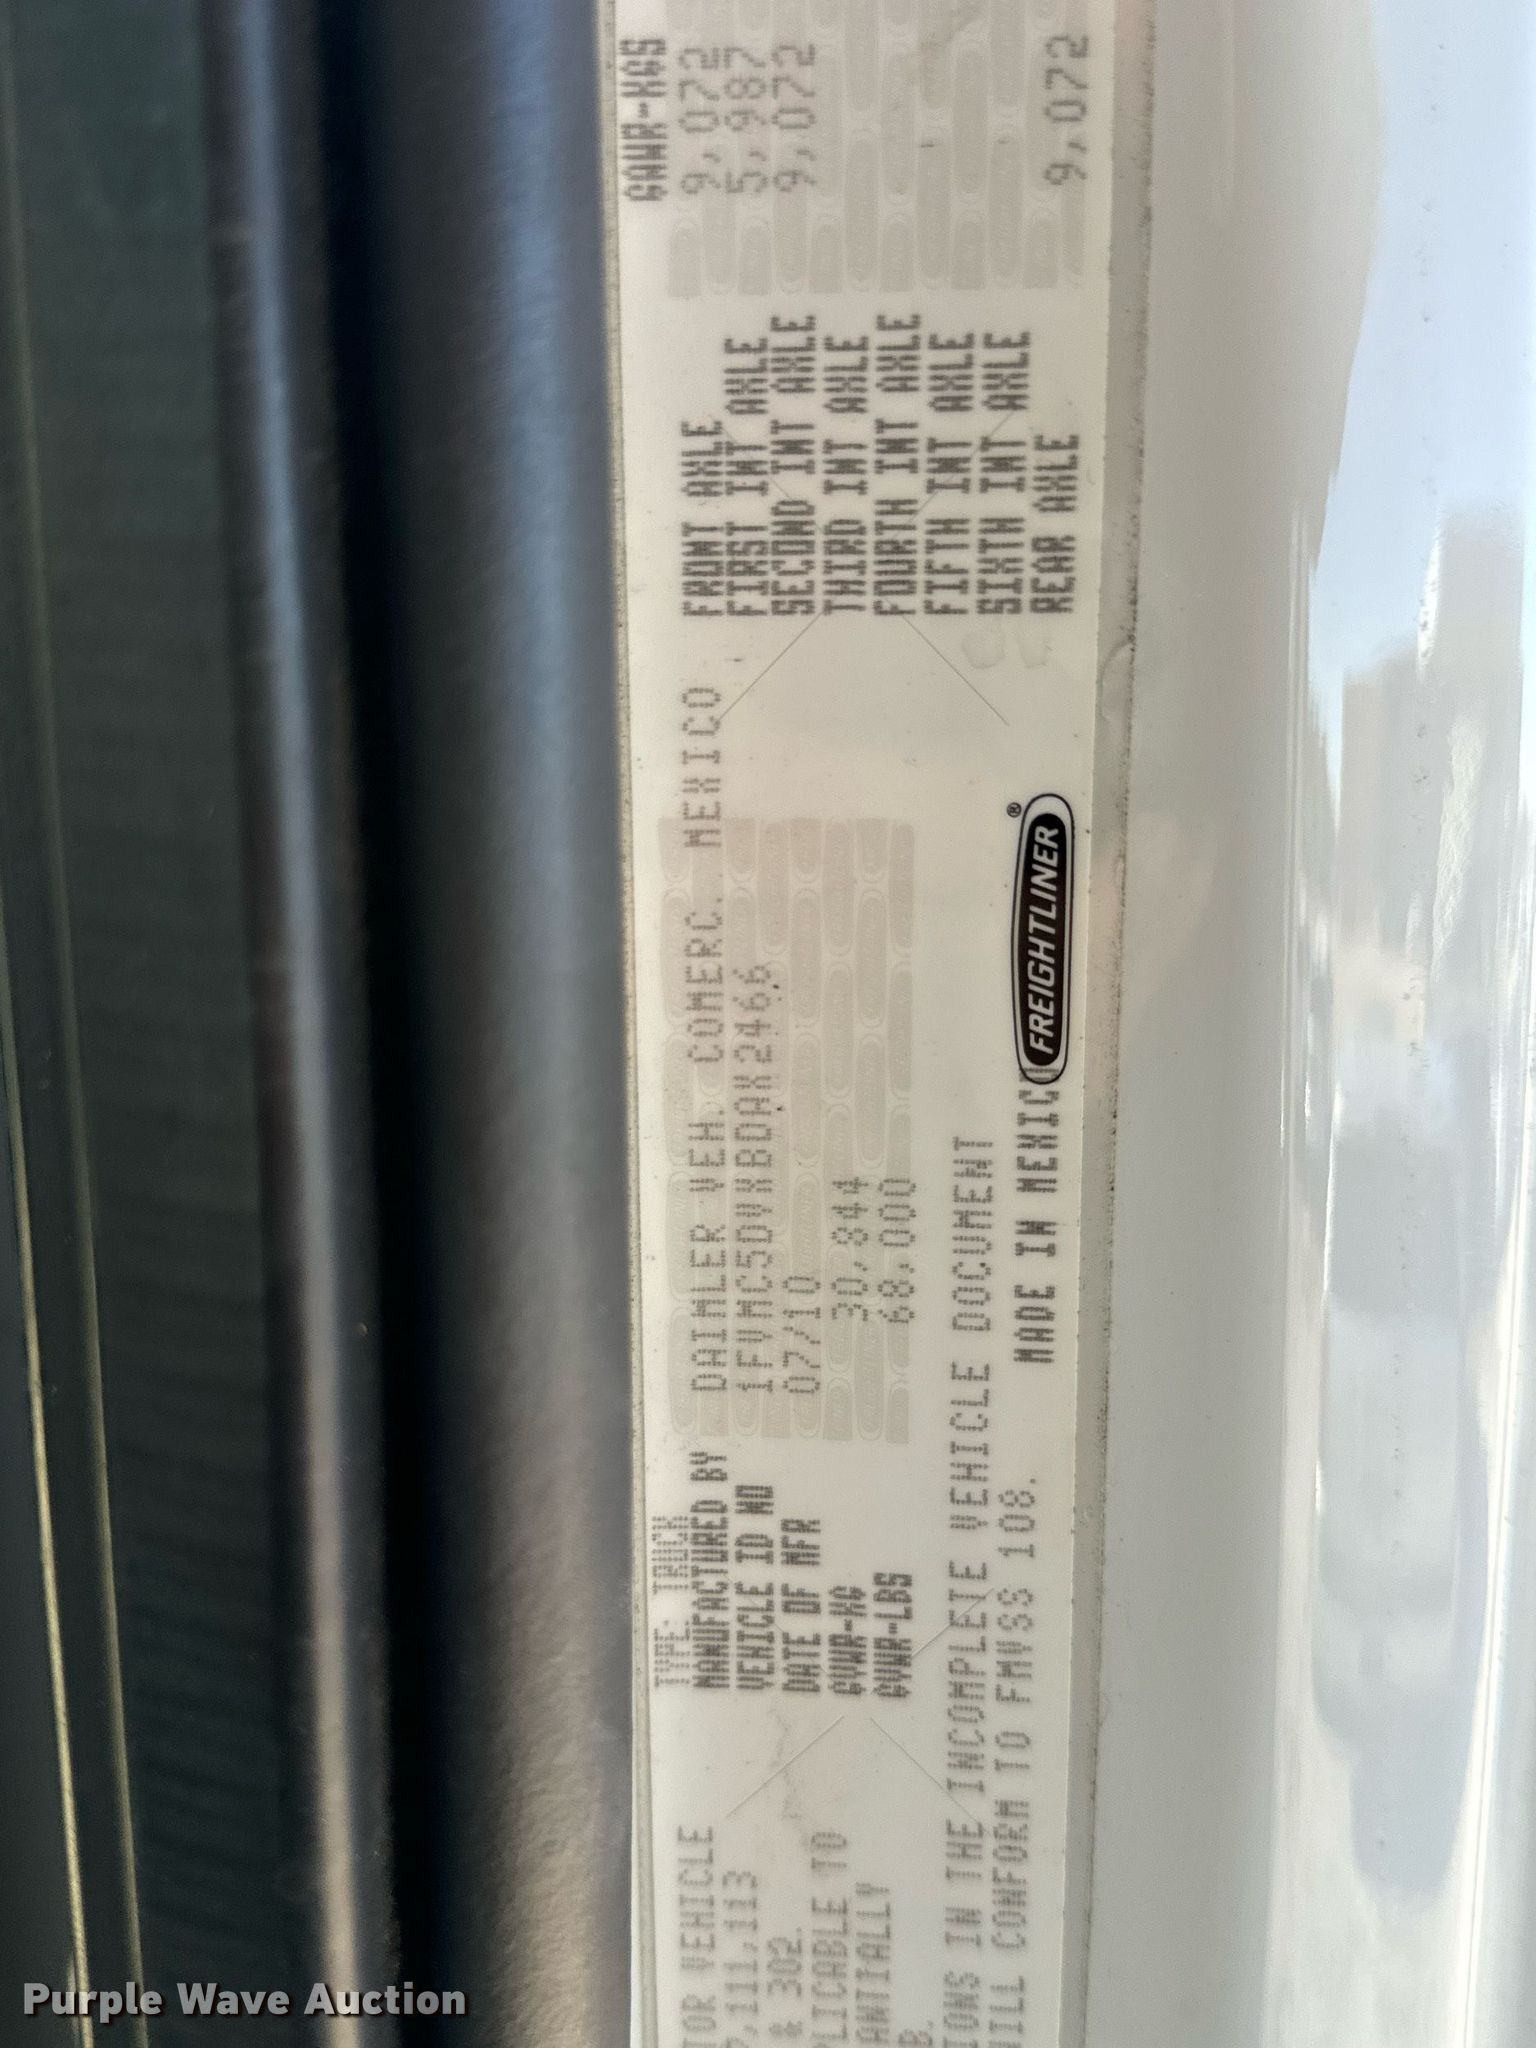 TOR VEHICLE
7,111,113
& 302.
PLICABLE TO
ANTIALLY
B.
IONS IN THE INCOMPLETE VEHICLE DOCUMENT
WILL CONFORM TO FMVSS 108.
TYPE: TRUCK
MANUFACTURED BY DAIMLER VEH. COMERC. MEXICO
VEHICLE ID NO 1FVHC5DVXBDAX2466
DATE OF MFR 07/10
GVWR-KG 30,844
GVWR-LBS 68,000
MADE IN MEXICO
FREIGHTLINER®
GAWR-KGS
FRONT AXLE 9,072
FIRST INT AXLE 5,987
SECOND INT AXLE 9,072
THIRD INT AXLE
FOURTH INT AXLE
FIFTH INT AXLE
SIXTH INT AXLE
REAR AXLE 9,072
Purple Wave Auction